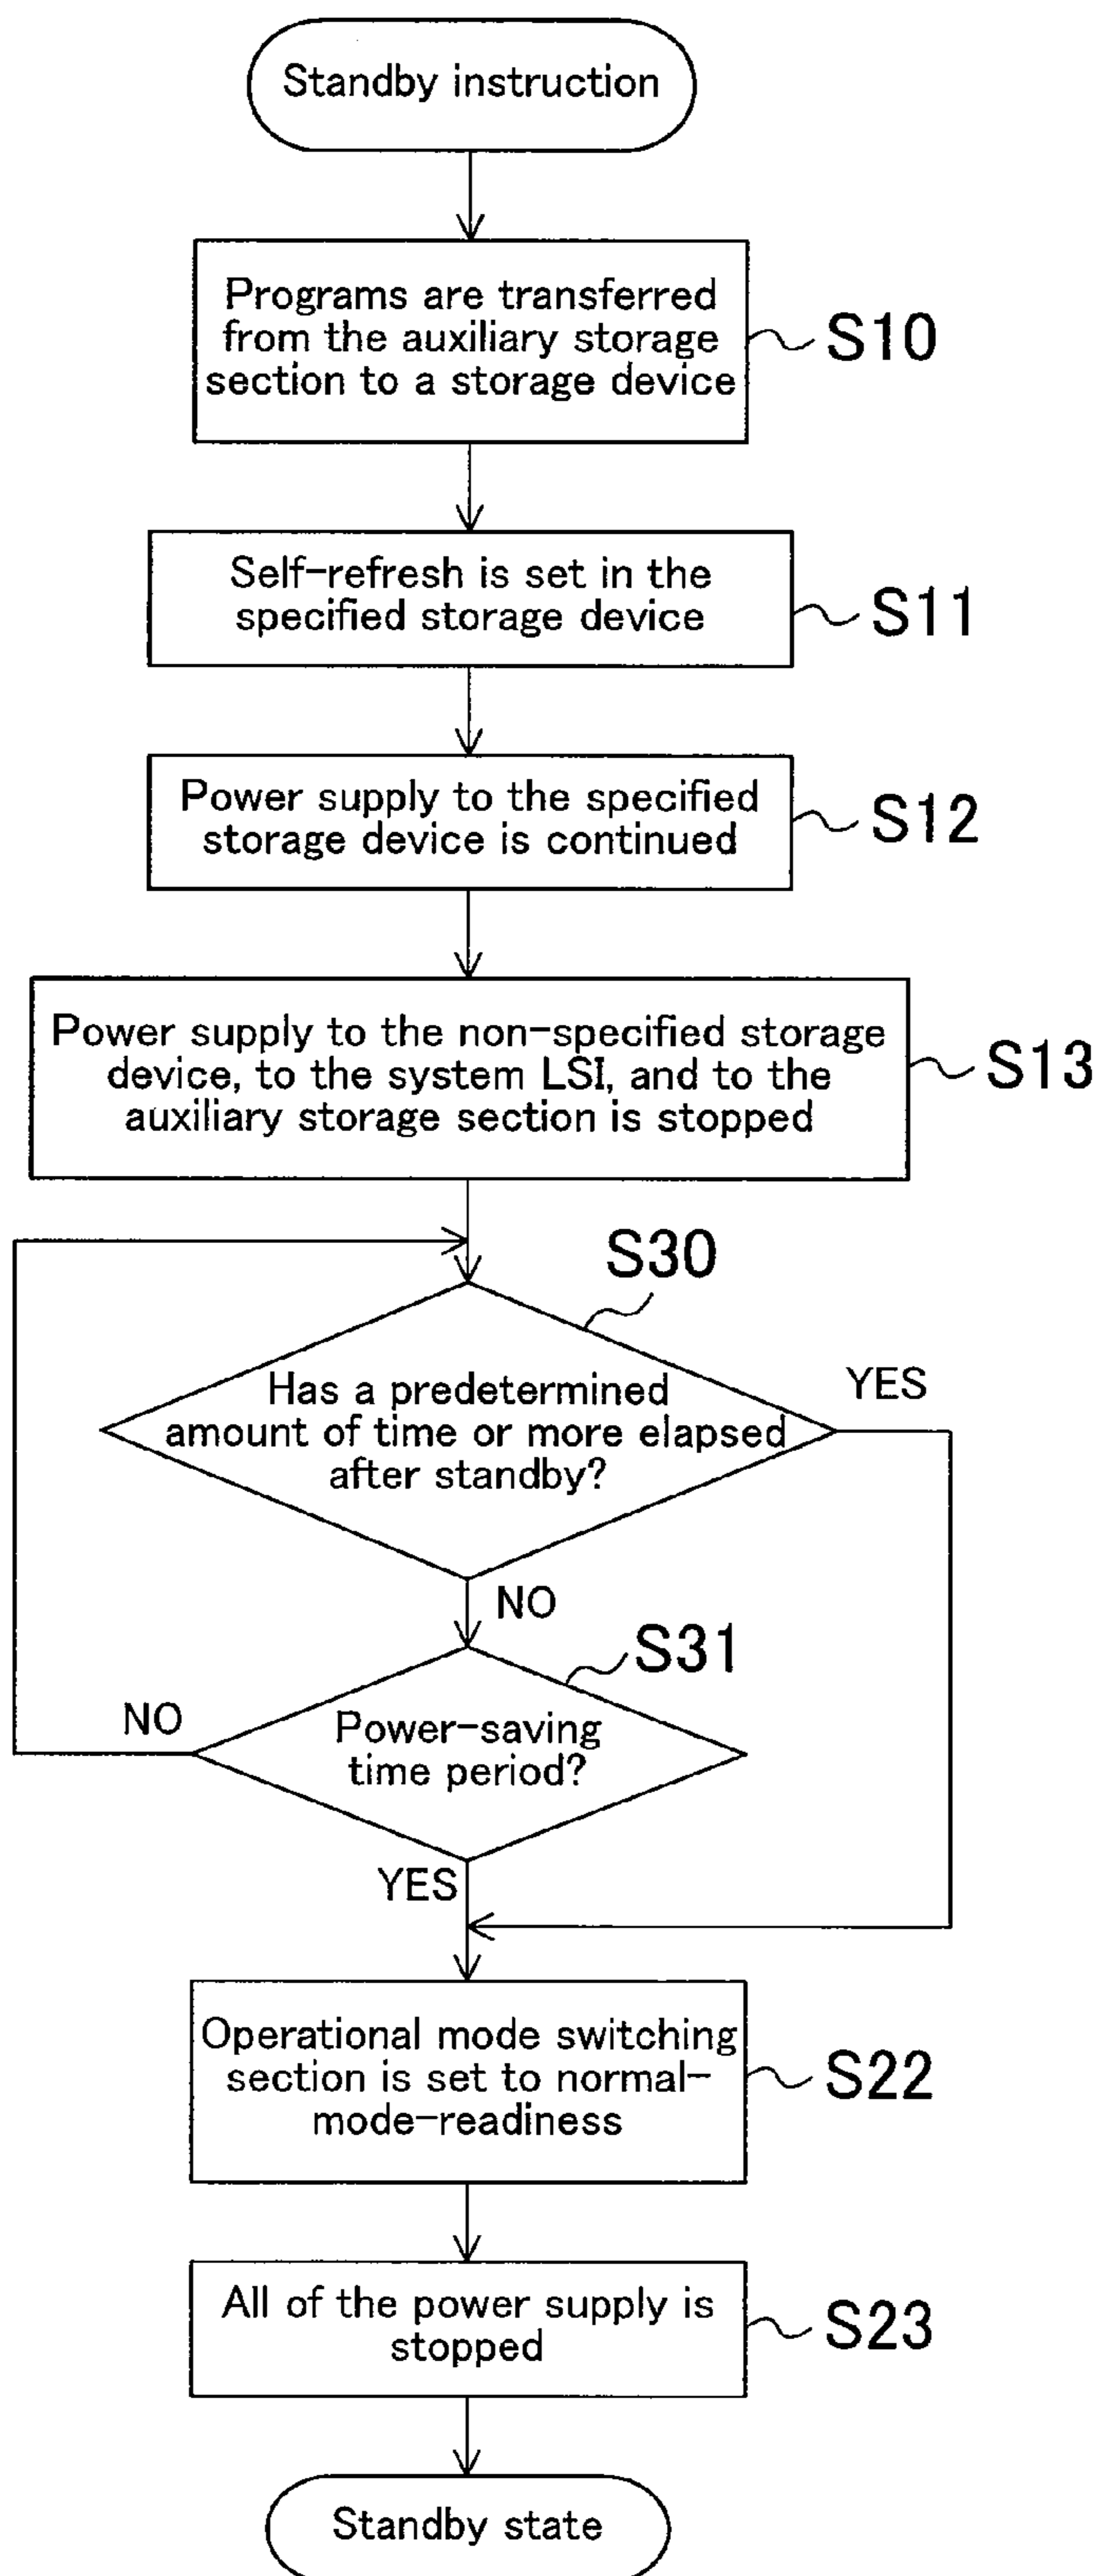 Standby instruction
Programs are transferred
from the auxiliary storage
section to a storage device
S10
Self-refresh is set in the
specified storage device
S11
Power supply to the specified
storage device is continued
S12
Power supply to the non-specified storage
device, to the system LSI, and to the
auxiliary storage section is stopped
S13
S30
Has a predetermined
amount of time or more elapsed
after standby?
YES
NO
S31
Power-saving
time period?
NO
YES
Operational mode switching
section is set to normal-
mode-readiness
S22
All of the power supply is
stopped
S23
Standby state